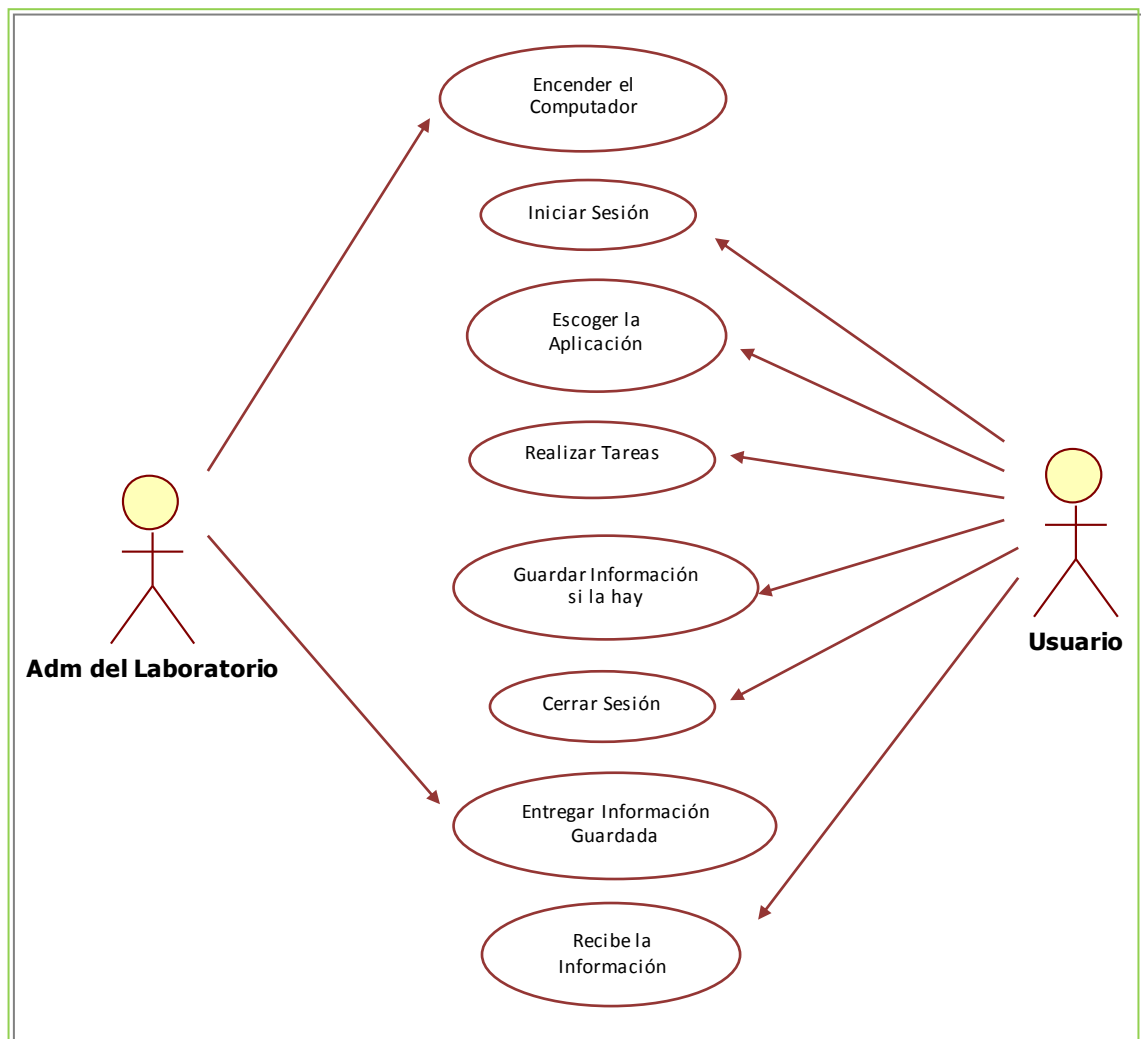 Encender el
Computador
Iniciar Sesión
Escoger la
Aplicación
Realizar Tareas
Guardar Información
si la hay
Usuario
Adm del Laboratorio
Cerrar Sesión
Entregar Información
Guardada
Recibe la
Información